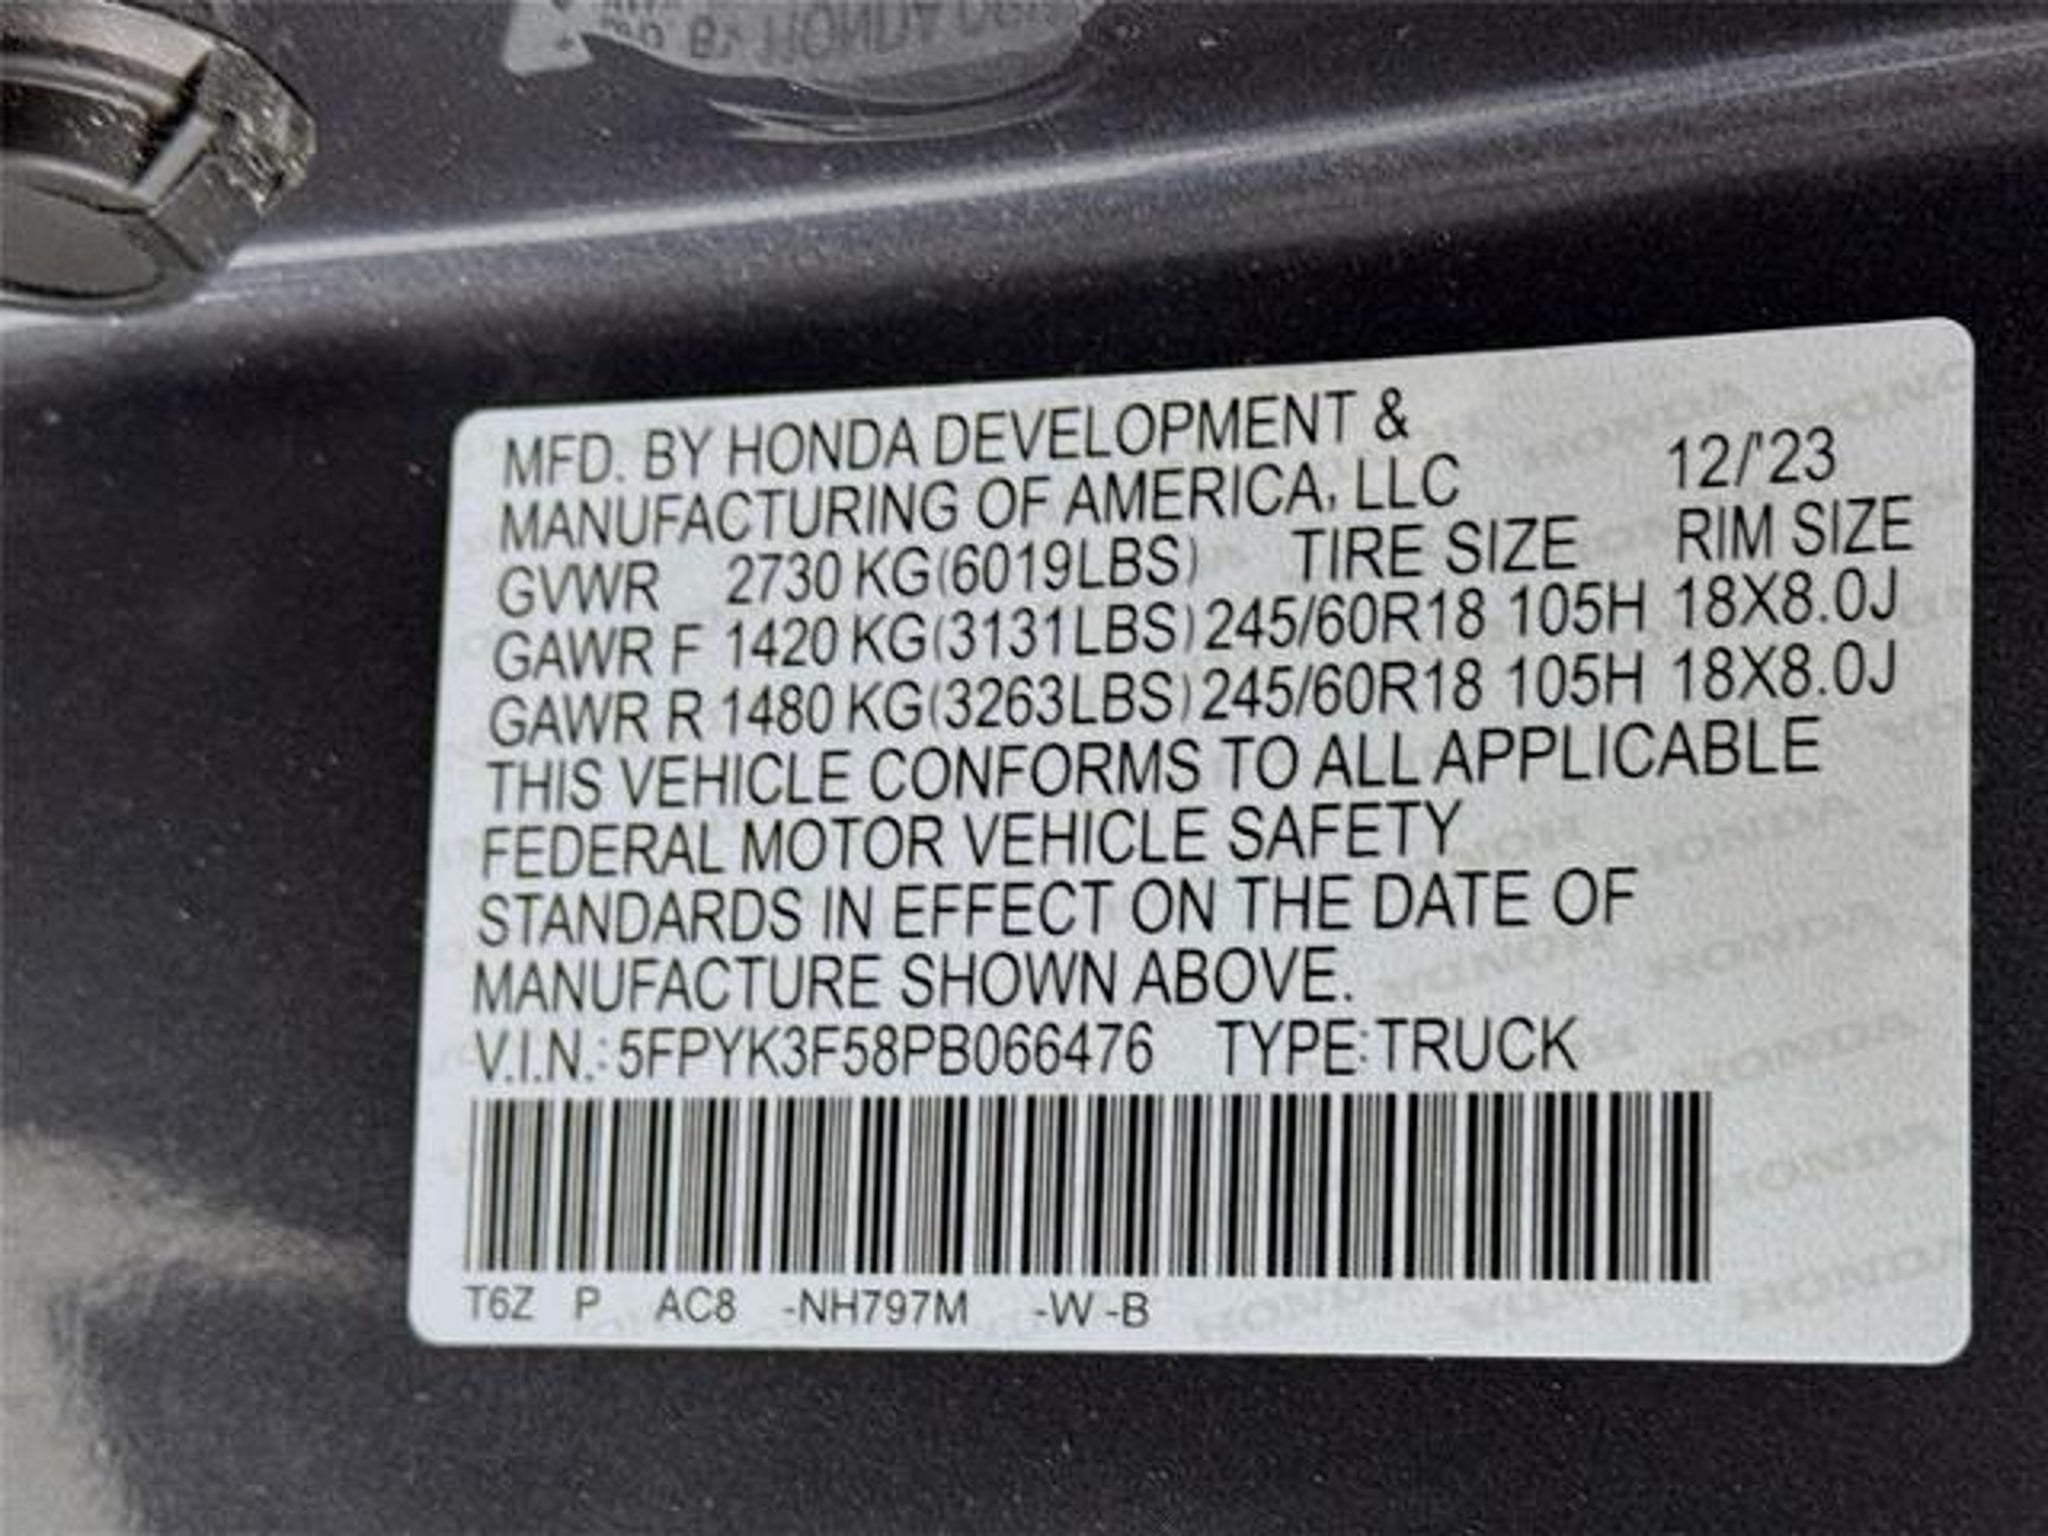 MFD. BY HONDA DEVELOPMENT &
MANUFACTURING OF AMERICA, LLC 12/'23
GVWR 2730 KG(6019LBS) TIRE SIZE RIM SIZE
GAWR F 1420 KG(3131LBS) 245/60R18 105H 18X8.0J
GAWR R 1480 KG(3263LBS) 245/60R18 105H 18X8.0J
THIS VEHICLE CONFORMS TO ALL APPLICABLE
FEDERAL MOTOR VEHICLE SAFETY
STANDARDS IN EFFECT ON THE DATE OF
MANUFACTURE SHOWN ABOVE.
V.I.N.: 5FPYK3F58PB066476 TYPE: TRUCK
T6Z P AC8 -NH797M -W -B